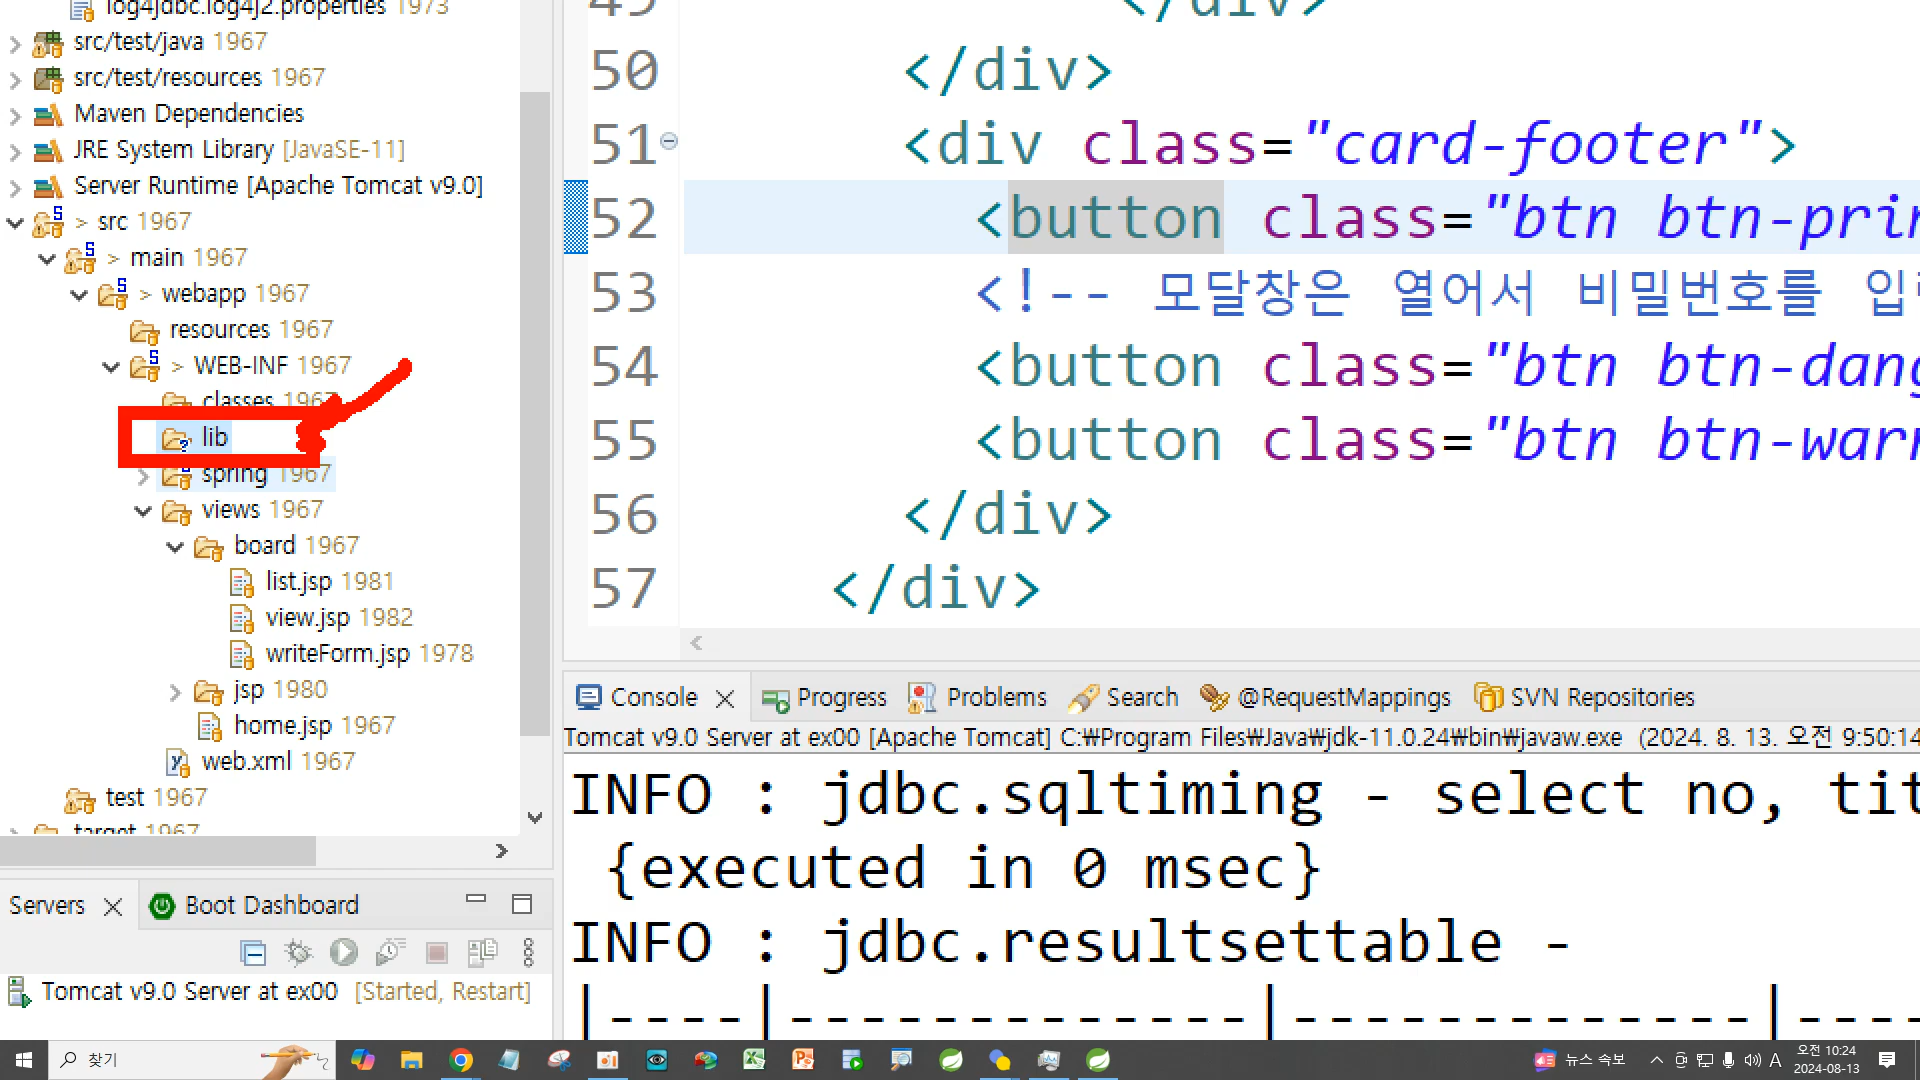 log4jdbc.log4j2.properties 1973
src/test/java 1967
src/test/resources 1967
Maven Dependencies
JRE System Library [JavaSE-11]
Server Runtime [Apache Tomcat v9.0]
> src 1967
> main 1967
> webapp 1967
resources 1967
> WEB-INF 1967
classes 1967
lib
spring 1967
views 1967
board 1967
list.jsp 1981
view.jsp 1982
writeForm.jsp 1978
jsp 1980
home.jsp 1967
web.xml 1967
test 1967
target 1967
Servers
Boot Dashboard
Tomcat v9.0 Server at ex00 [Started, Restart]
49 </div>
50 </div>
51 <div class="card-footer">
52 <button class="btn btn-prim
53 <!-- 모달창은 열어서 비밀번호를
54 <button class="btn btn-dang
55 <button class="btn btn-warn
56 </div>
57 </div>
Console Progress Problems Search @RequestMappings SVN Repositories
Tomcat v9.0 Server at ex00 [Apache Tomcat] C:₩Program Files₩Java₩jdk-11.0.24₩bin₩javaw.exe (2024. 8. 13. 오전 9:50:14
INFO : jdbc.sqltiming - select no, tit
{executed in 0 msec}
INFO : jdbc.resultsettable -
|----|-------------|-------------|----
찾기
뉴스 속보
A
오전 10:24
2024-08-13